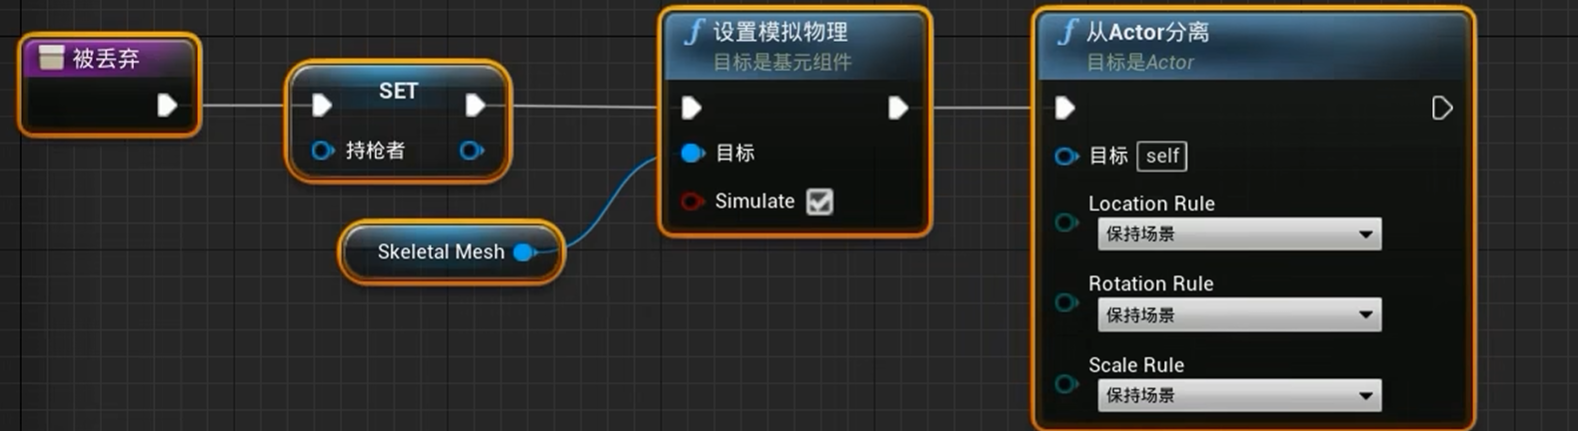 被丢弃
SET
持枪者
Skeletal Mesh
设置模拟物理
目标是基元组件
目标
Simulate
从Actor分离
目标是Actor
目标 self
Location Rule
保持场景
Rotation Rule
保持场景
Scale Rule
保持场景